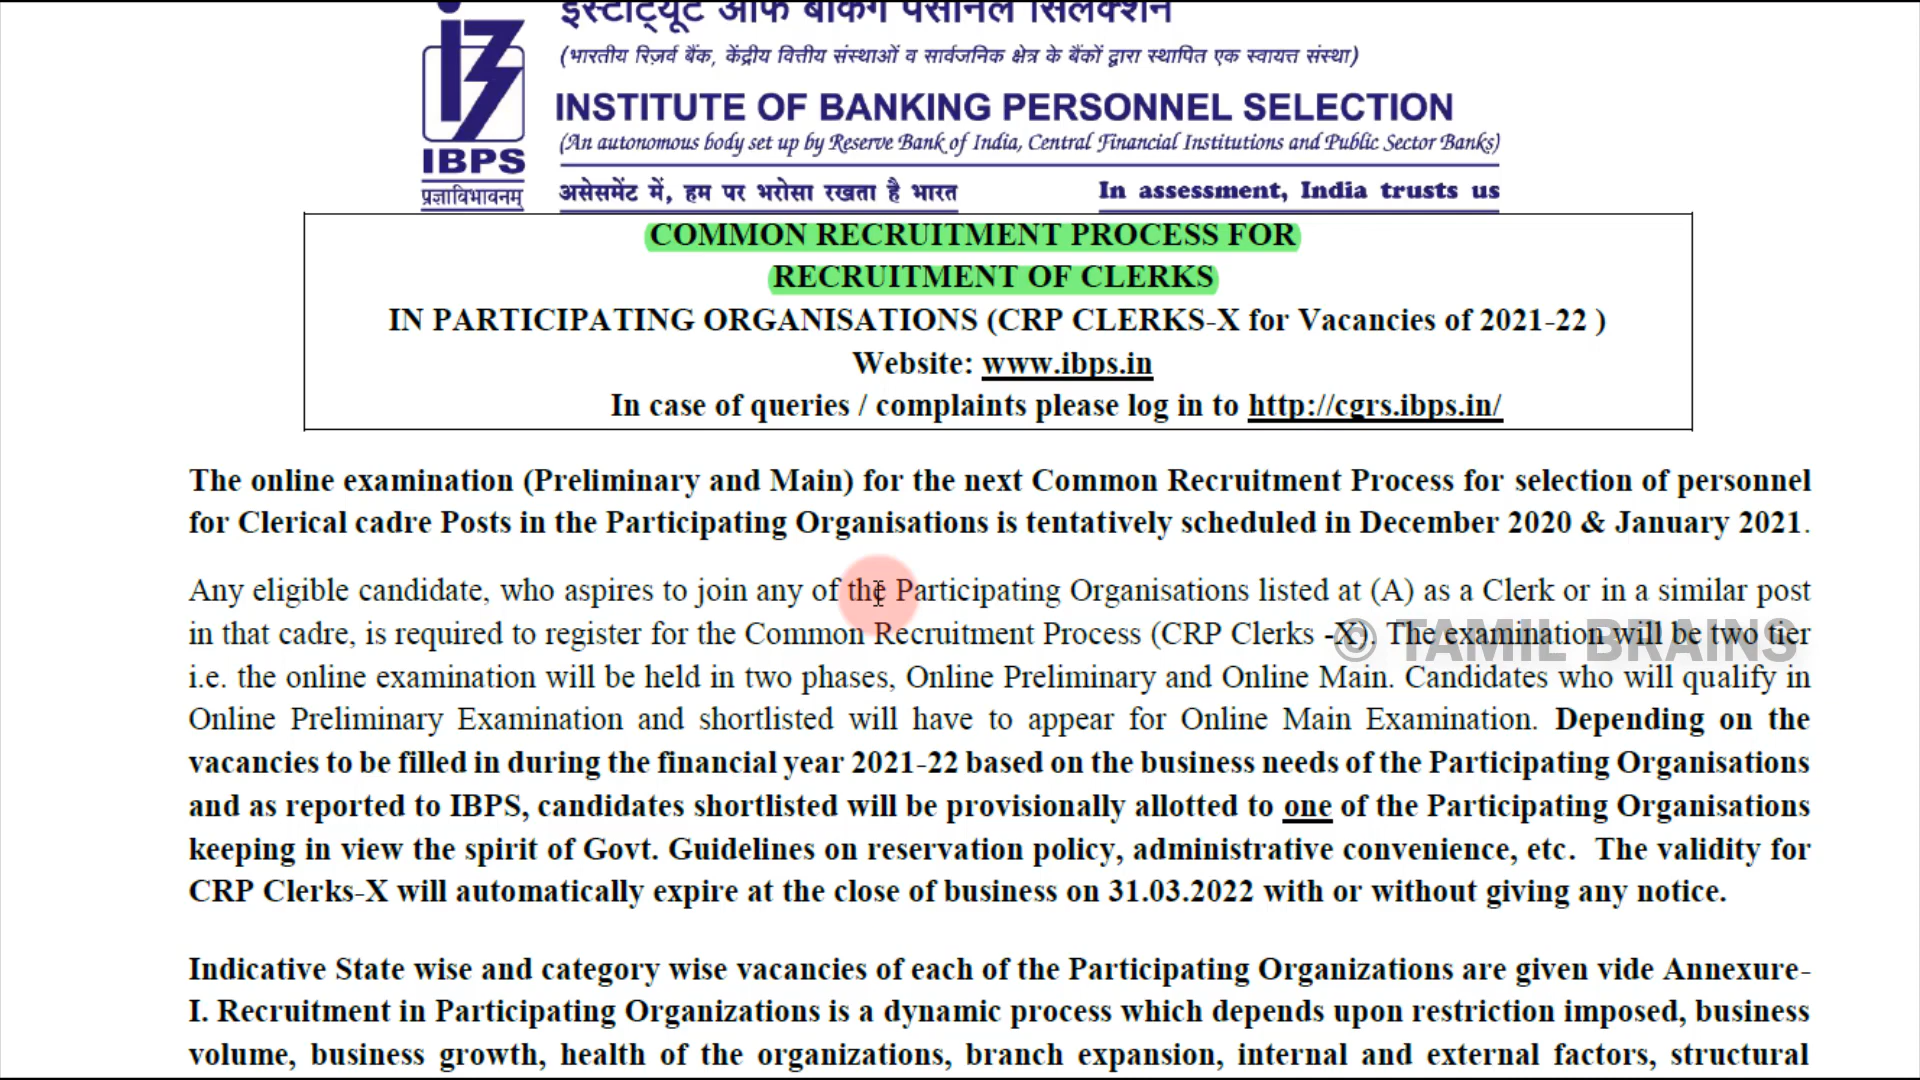 इंस्टीट्यूट ऑफ बैंकिंग पर्सोनेल सिलेक्शन
(भारतीय रिज़र्व बैंक, केंद्रीय वित्तीय संस्थाओं व सार्वजनिक क्षेत्र के बैंकों द्वारा स्थापित एक स्वायत्त संस्था)
INSTITUTE OF BANKING PERSONNEL SELECTION
(An autonomous body set up by Reserve Bank of India, Central Financial Institutions and Public Sector Banks)
IBPS
प्रज्ञाविभावनम्
असेसमेंट में, हम पर भरोसा रखता है भारत In assessment, India trusts us
COMMON RECRUITMENT PROCESS FOR
RECRUITMENT OF CLERKS
IN PARTICIPATING ORGANISATIONS (CRP CLERKS-X for Vacancies of 2021-22 )
Website: www.ibps.in
In case of queries / complaints please log in to http://cgrs.ibps.in/
The online examination (Preliminary and Main) for the next Common Recruitment Process for selection of personnel
for Clerical cadre Posts in the Participating Organisations is tentatively scheduled in December 2020 & January 2021.
Any eligible candidate, who aspires to join any of the Participating Organisations listed at (A) as a Clerk or in a similar post
in that cadre, is required to register for the Common Recruitment Process (CRP Clerks -X). The examination will be two tier
© TAMIL BRAINS
i.e. the online examination will be held in two phases, Online Preliminary and Online Main. Candidates who will qualify in
Online Preliminary Examination and shortlisted will have to appear for Online Main Examination. Depending on the
vacancies to be filled in during the financial year 2021-22 based on the business needs of the Participating Organisations
and as reported to IBPS, candidates shortlisted will be provisionally allotted to one of the Participating Organisations
keeping in view the spirit of Govt. Guidelines on reservation policy, administrative convenience, etc. The validity for
CRP Clerks-X will automatically expire at the close of business on 31.03.2022 with or without giving any notice.
Indicative State wise and category wise vacancies of each of the Participating Organizations are given vide Annexure-
I. Recruitment in Participating Organizations is a dynamic process which depends upon restriction imposed, business
volume, business growth, health of the organizations, branch expansion, internal and external factors, structural